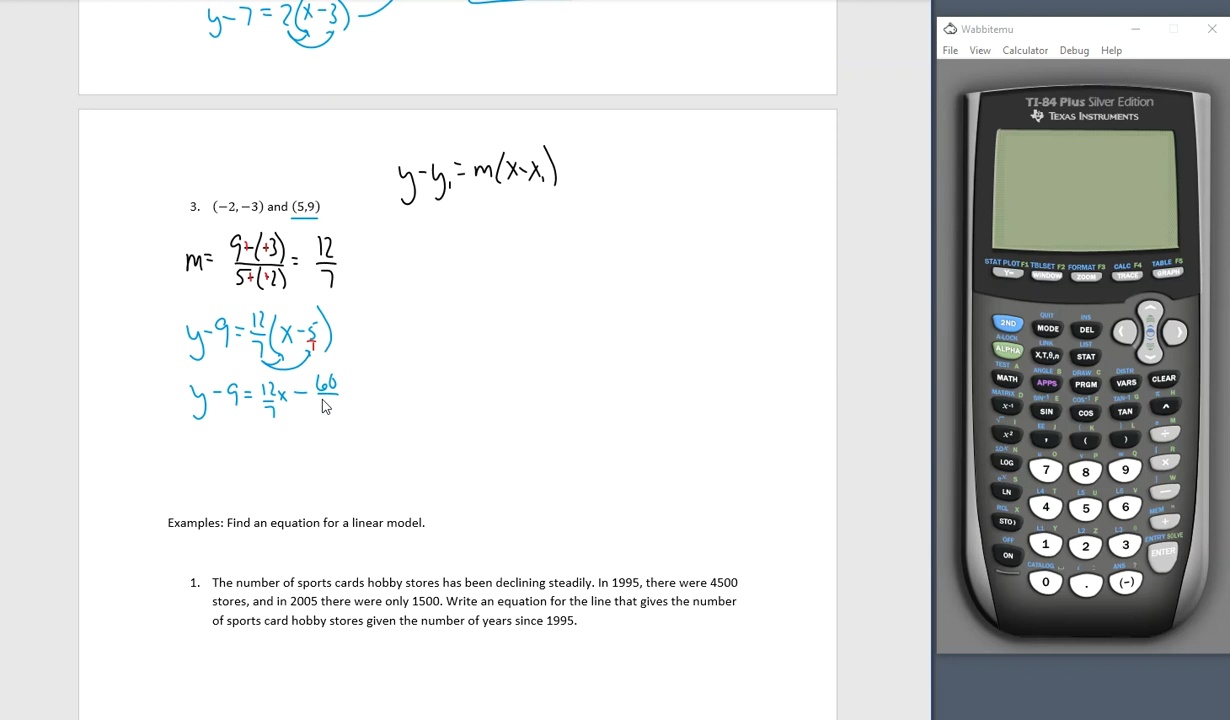 y-7 = 2(x-3)
Wabbitemu
File View Calculator Debug Help
TI-84 Plus Silver Edition
TEXAS INSTRUMENTS
y-y₁ = m(x-x₁)
3. (−2, −3) and (5,9)
m= 9+(+3) / 5+(+2) = 12/7
y-9 = 12/7 (x-5/1)
y-9 = 12/7 x - 60/
Examples: Find an equation for a linear model.
1. The number of sports cards hobby stores has been declining steadily. In 1995, there were 4500
stores, and in 2005 there were only 1500. Write an equation for the line that gives the number
of sports card hobby stores given the number of years since 1995.
STAT PLOT F1 TBLSET F2 FORMAT F3 CALC F4 TABLE F5
Y= WINDOW ZOOM TRACE GRAPH
QUIT INS
2ND MODE DEL
A-LOCK LINK LIST
ALPHA X,T,θ,n STAT
TEST A ANGLE B DRAW C DISTR
MATH APPS PRGM VARS CLEAR
MATRIX D SIN⁻¹ E COS⁻¹ F TAN⁻¹ G π H
x⁻¹ SIN COS TAN ^
x² , ( ) ÷
LOG 7 8 9 ×
LN 4 5 6 −
STO› 1 2 3 +
OFF CATALOG ANS ? ENTRY SOLVE
ON 0 . (−) ENTER